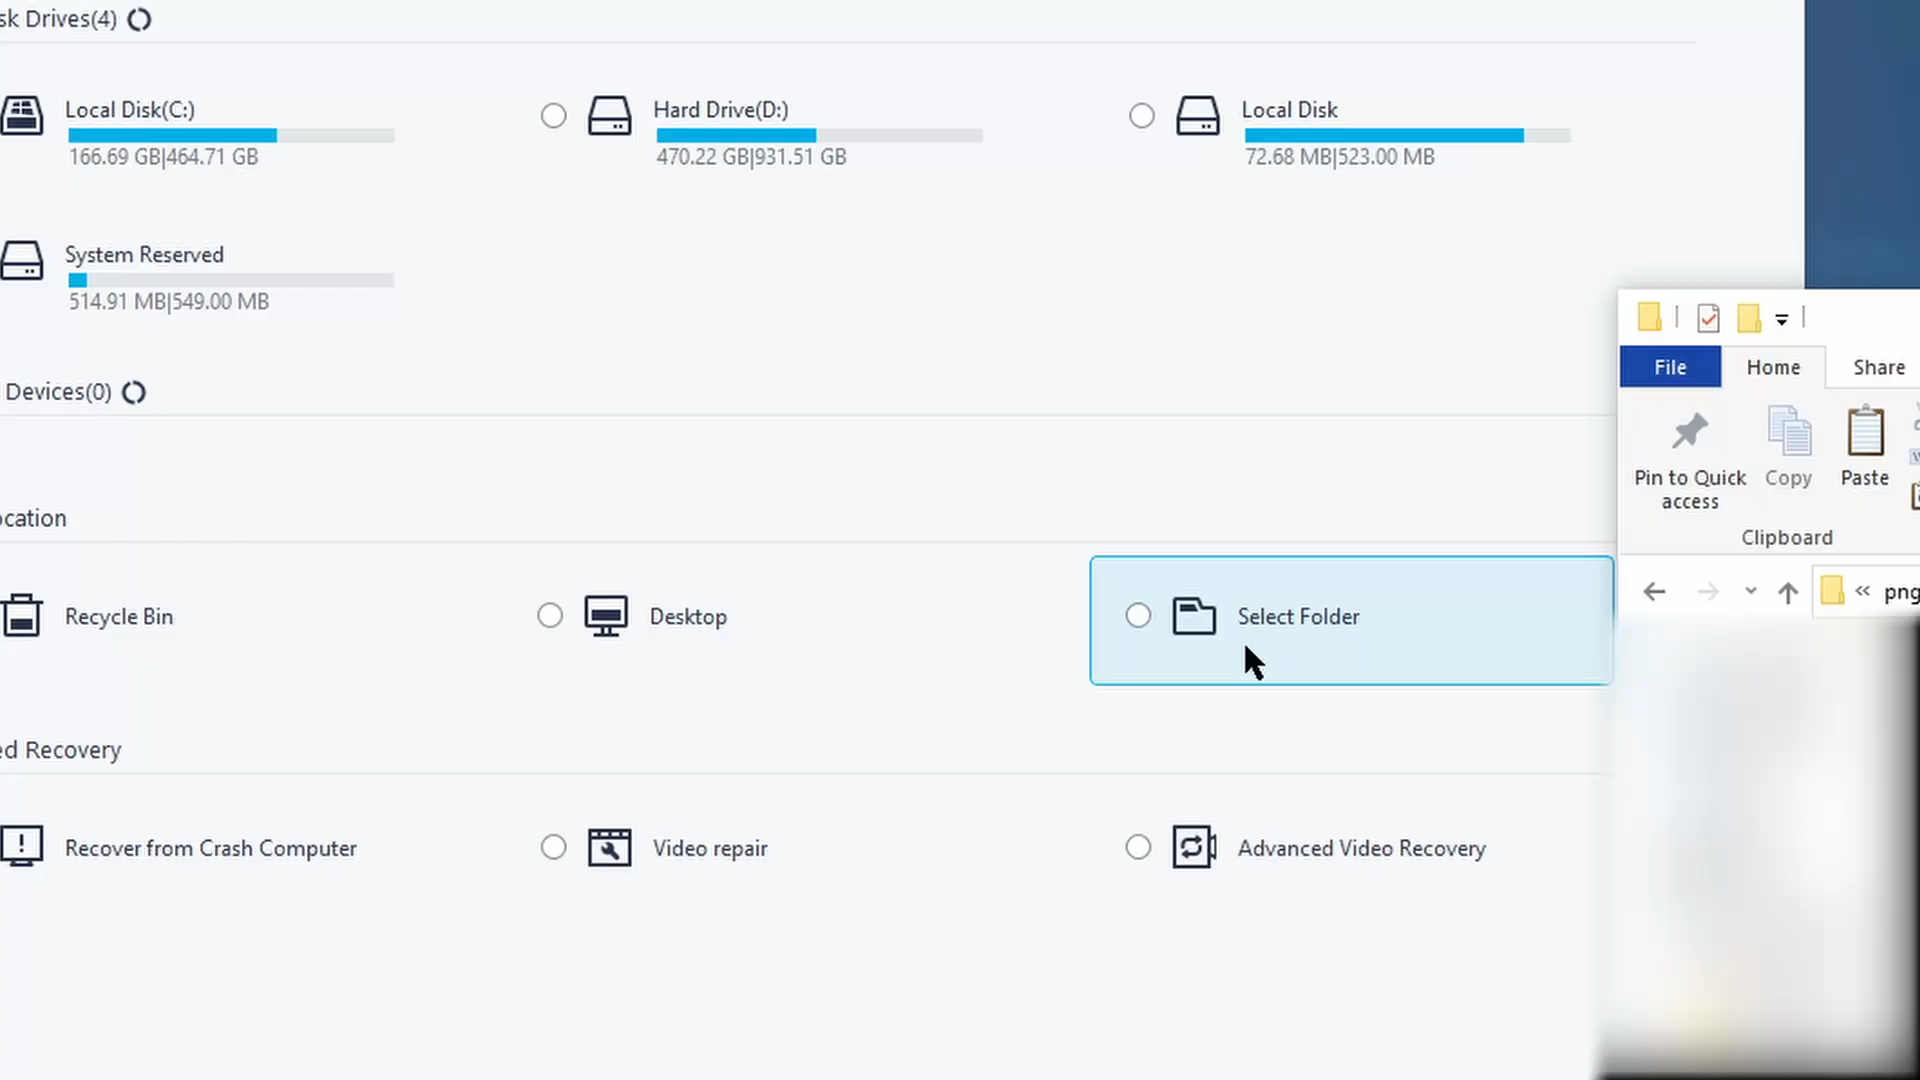 sk Drives(4)
Local Disk(C:)
166.69 GB|464.71 GB
Hard Drive(D:)
470.22 GB|931.51 GB
Local Disk
72.68 MB|523.00 MB
System Reserved
514.91 MB|549.00 MB
Devices(0)
ocation
Recycle Bin
Desktop
Select Folder
ed Recovery
Recover from Crash Computer
Video repair
Advanced Video Recovery
File Home Share
Pin to Quick
access
Copy
Paste
Clipboard
« png